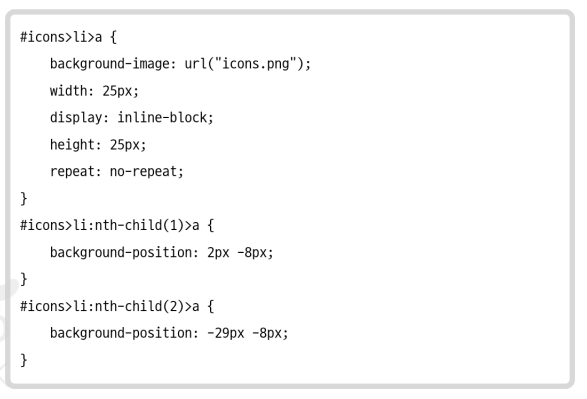 #icons>li>a {
    background-image: url("icons.png");
    width: 25px;
    display: inline-block;
    height: 25px;
    repeat: no-repeat;
}
#icons>li:nth-child(1)>a {
    background-position: 2px -8px;
}
#icons>li:nth-child(2)>a {
    background-position: -29px -8px;
}